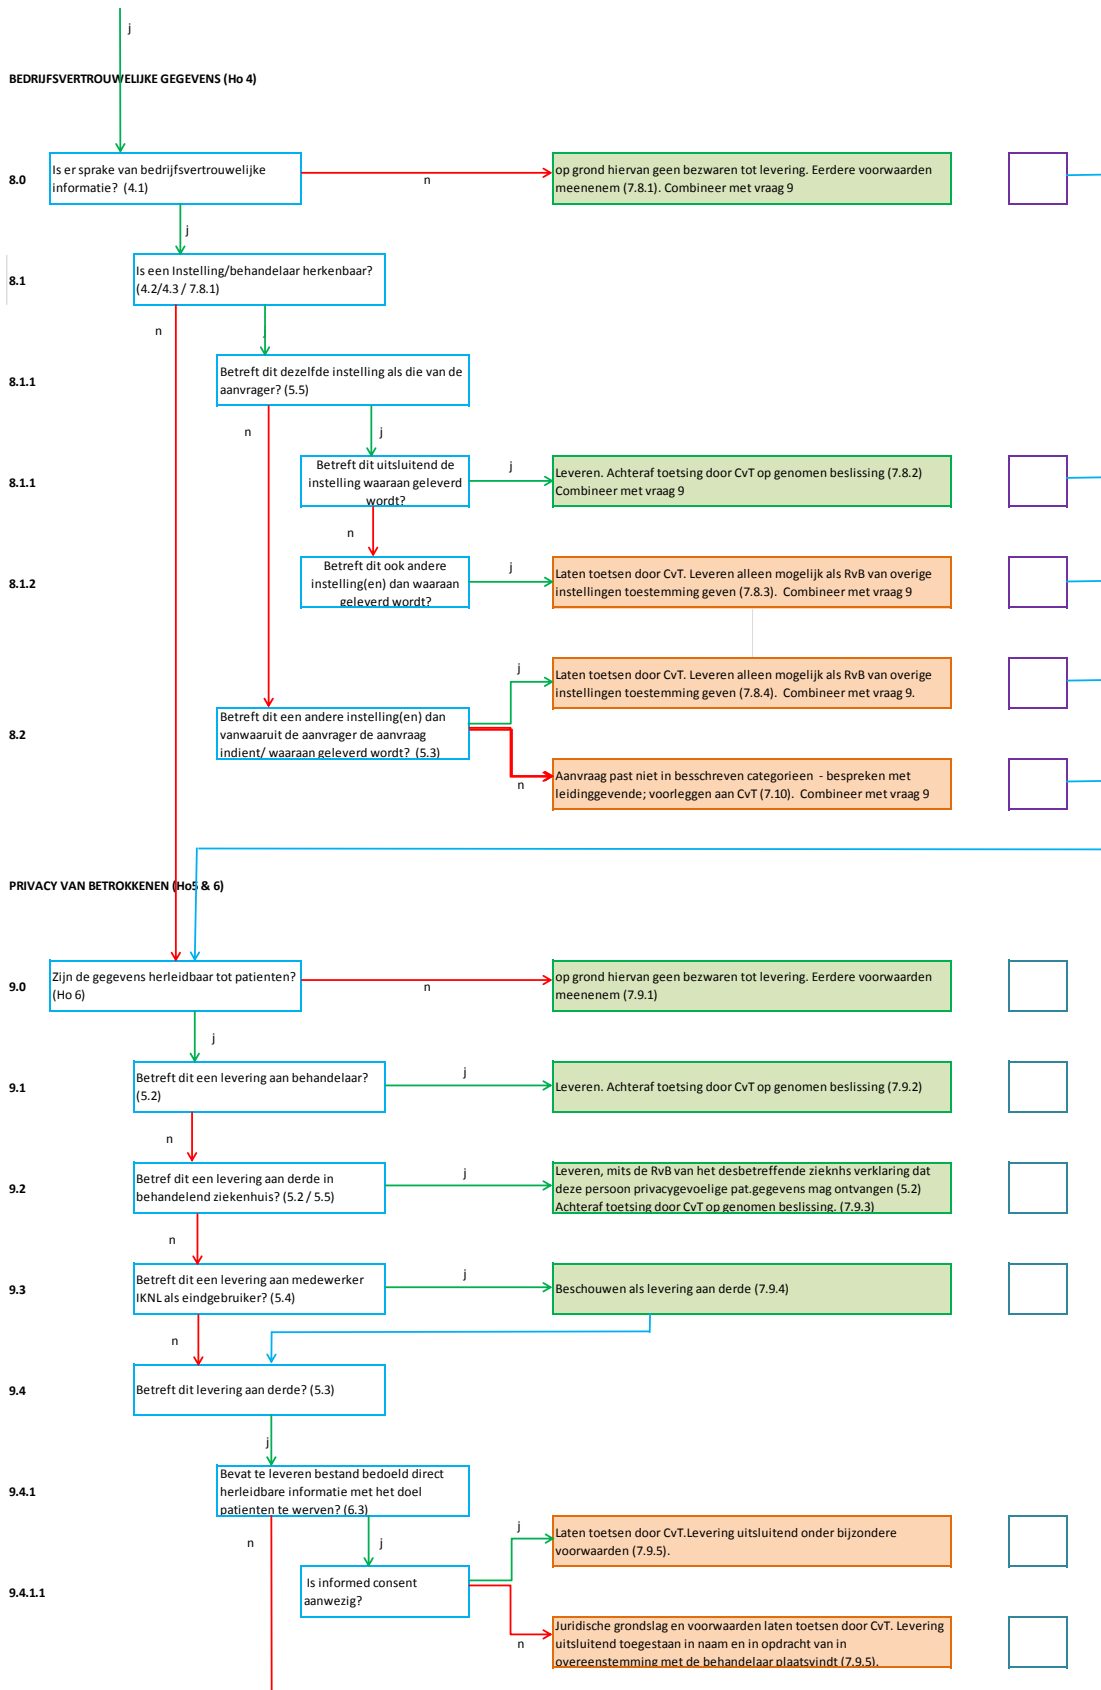 j
BEDRIJFSVERTROUWELIJKE GEGEVENS (Ho 4)
8.0
Is er sprake van bedrijfsvertrouwelijke
informatie? (4.1)
n
op grond hiervan geen bezwaren tot levering. Eerdere voorwaarden
meenenem (7.8.1). Combineer met vraag 9
j
8.1
Is een Instelling/behandelaar herkenbaar?
(4.2/4.3 / 7.8.1)
n
j
8.1.1
Betreft dit dezelfde instelling als die van de
aanvrager? (5.5)
n
j
8.1.1
Betreft dit uitsluitend de
instelling waaraan geleverd
wordt?
j
Leveren. Achteraf toetsing door CvT op genomen beslissing (7.8.2)
Combineer met vraag 9
n
8.1.2
Betreft dit ook andere
instelling(en) dan waaraan
geleverd wordt?
j
Laten toetsen door CvT. Leveren alleen mogelijk als RvB van overige
instellingen toestemming geven (7.8.3). Combineer met vraag 9
j
Laten toetsen door CvT. Leveren alleen mogelijk als RvB van overige
instellingen toestemming geven (7.8.4). Combineer met vraag 9.
8.2
Betreft dit een andere instelling(en) dan
vanwaaruit de aanvrager de aanvraag
indient/ waaraan geleverd wordt? (5.3)
n
Aanvraag past niet in besschreven categorieen - bespreken met
leidinggevende; voorleggen aan CvT (7.10). Combineer met vraag 9
PRIVACY VAN BETROKKENEN (Ho5 & 6)
9.0
Zijn de gegevens herleidbaar tot patienten?
(Ho 6)
n
op grond hiervan geen bezwaren tot levering. Eerdere voorwaarden
meenenem (7.9.1)
j
9.1
Betreft dit een levering aan behandelaar?
(5.2)
j
Leveren. Achteraf toetsing door CvT op genomen beslissing (7.9.2)
n
9.2
Betref dit een levering aan derde in
behandelend ziekenhuis? (5.2 / 5.5)
j
Leveren, mits de RvB van het desbetreffende zieknhs verklaring dat
deze persoon privacygevoelige pat.gegevens mag ontvangen (5.2)
Achteraf toetsing door CvT op genomen beslissing. (7.9.3)
n
9.3
Betreft dit een levering aan medewerker
IKNL als eindgebruiker? (5.4)
j
Beschouwen als levering aan derde (7.9.4)
n
9.4
Betreft dit levering aan derde? (5.3)
j
9.4.1
Bevat te leveren bestand bedoeld direct
herleidbare informatie met het doel
patienten te werven? (6.3)
n
j
j
Laten toetsen door CvT.Levering uitsluitend onder bijzondere
voorwaarden (7.9.5).
9.4.1.1
Is informed consent
aanwezig?
n
Juridische grondslag en voorwaarden laten toetsen door CvT. Levering
uitsluitend toegestaan in naam en in opdracht van in
overeenstemming met de behandelaar plaatsvindt (7.9.5).